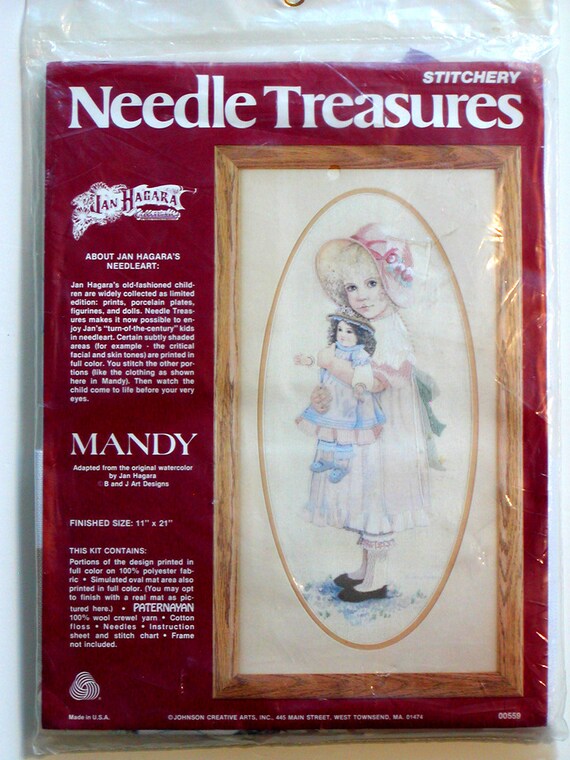 STITCHERY
Needle Treasures
JAN HAGARA
ABOUT JAN HAGARA'S
NEEDLEART:
Jan Hagara's old-fashioned child-
ren are widely collected as limited
edition: prints, porcelain plates,
figurines, and dolls. Needle Treas-
ures makes it now possible to en-
joy Jan's "turn-of-the-century" kids
in needleart. Certain subtly shaded
areas (for example - the critical
facial and skin tones) are printed in
full color. You stitch the other por-
tions (like the clothing as shown
here in Mandy). Then watch the
child come to life before your very
eyes.
MANDY
Adapted from the original watercolor
by Jan Hagara
©B and J Art Designs
FINISHED SIZE: 11" x 21"
THIS KIT CONTAINS:
Portions of the design printed in
full color on 100% polyester fab-
ric • Simulated oval mat area also
printed in full color. (You may opt
to finish with a real mat as pic-
tured here.) • PATERNAYAN
100% wool crewel yarn • Cotton
floss • Needles • Instruction
sheet and stitch chart • Frame
not included.
Made in U.S.A.
©JOHNSON CREATIVE ARTS, INC., 445 MAIN STREET, WEST TOWNSEND, MA. 01474
00559